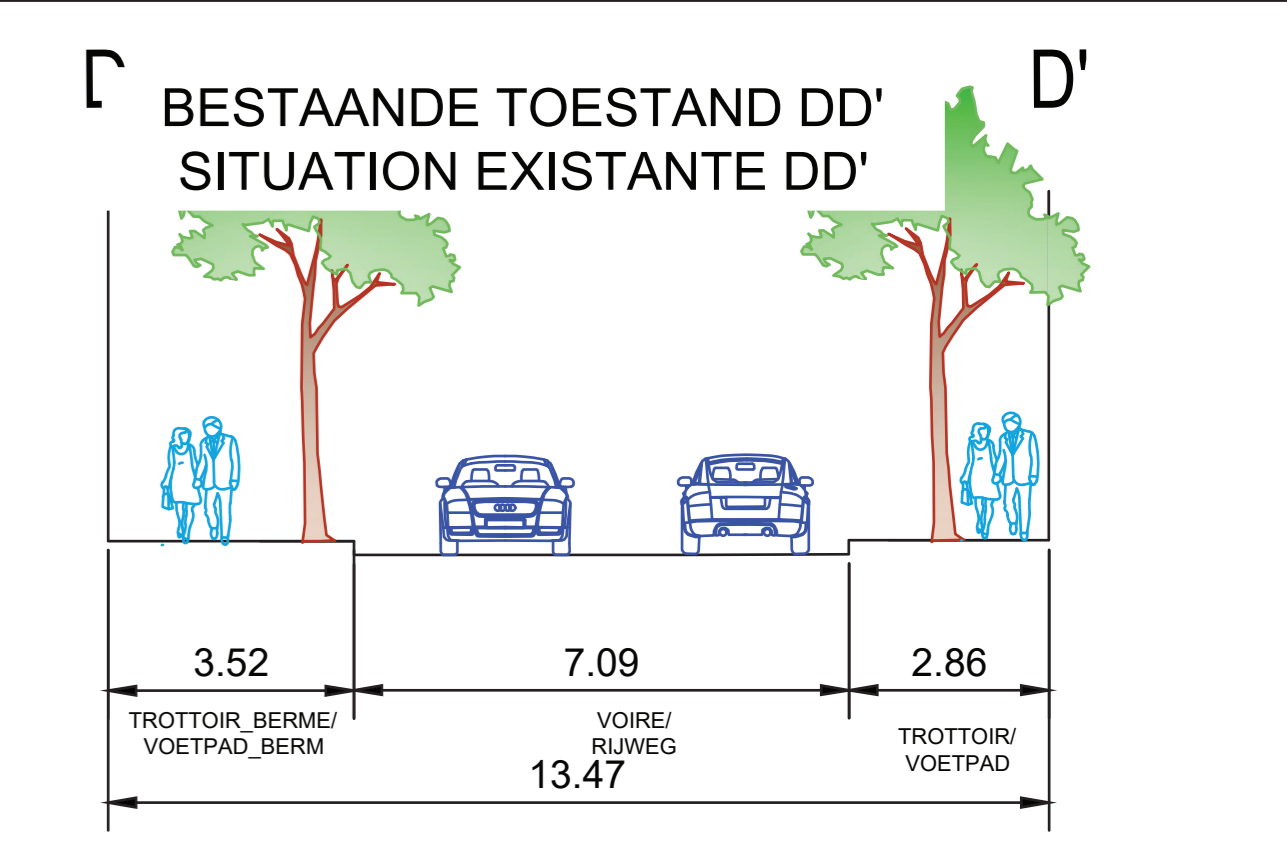 D D'
BESTAANDE TOESTAND DD'
SITUATION EXISTANTE DD'
3.52 7.09 2.86
TROTTOIR_BERME/
VOETPAD_BERM
VOIRE/
RIJWEG
TROTTOIR/
VOETPAD
13.47